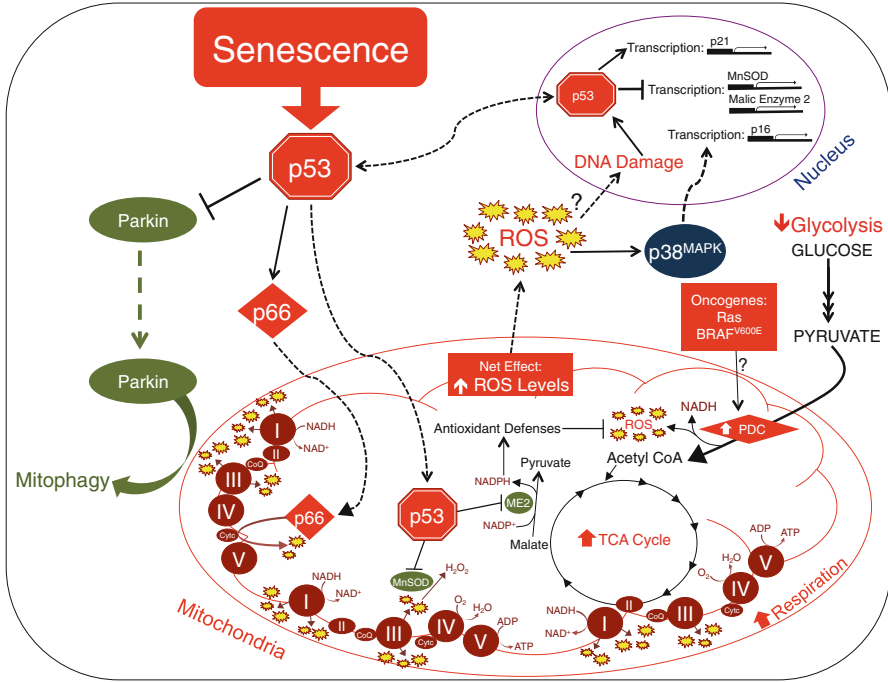 Senescence
p53
Parkin
Parkin
Mitophagy
p66
p53
Transcription: p21
Transcription: MnSOD
Malic Enzyme 2
Transcription: p16
DNA Damage
Nucleus
?
ROS
p38MAPK
Glycolysis
GLUCOSE
PYRUVATE
Oncogenes:
Ras
BRAFV600E
?
Net Effect:
ROS Levels
Antioxidant Defenses
ROS
NADH
PDC
Acetyl CoA
Pyruvate
NADPH
ME2
NADP+
Malate
TCA Cycle
p53
MnSOD
H2O2
p66
I
NADH
NAD+
II
CoQ
III
IV
Cytc
V
I
NADH
NAD+
II
CoQ
III
Cytc
IV
O2
H2O
V
ADP
ATP
NADH
NAD+
I
II
CoQ
III
Cytc
IV
O2
H2O
V
ADP
ATP
Respiration
Mitochondria